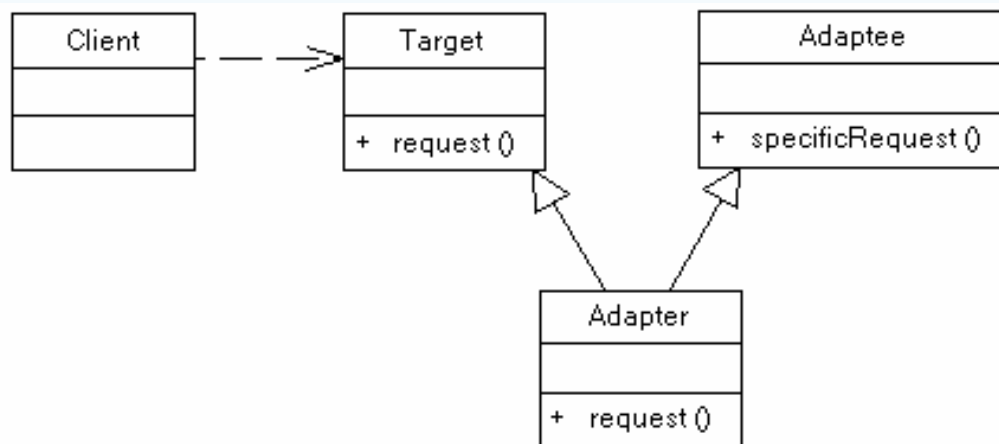 Client
Target
Adaptee
+ request ()
+ specificRequest ()
Adapter
+ request ()